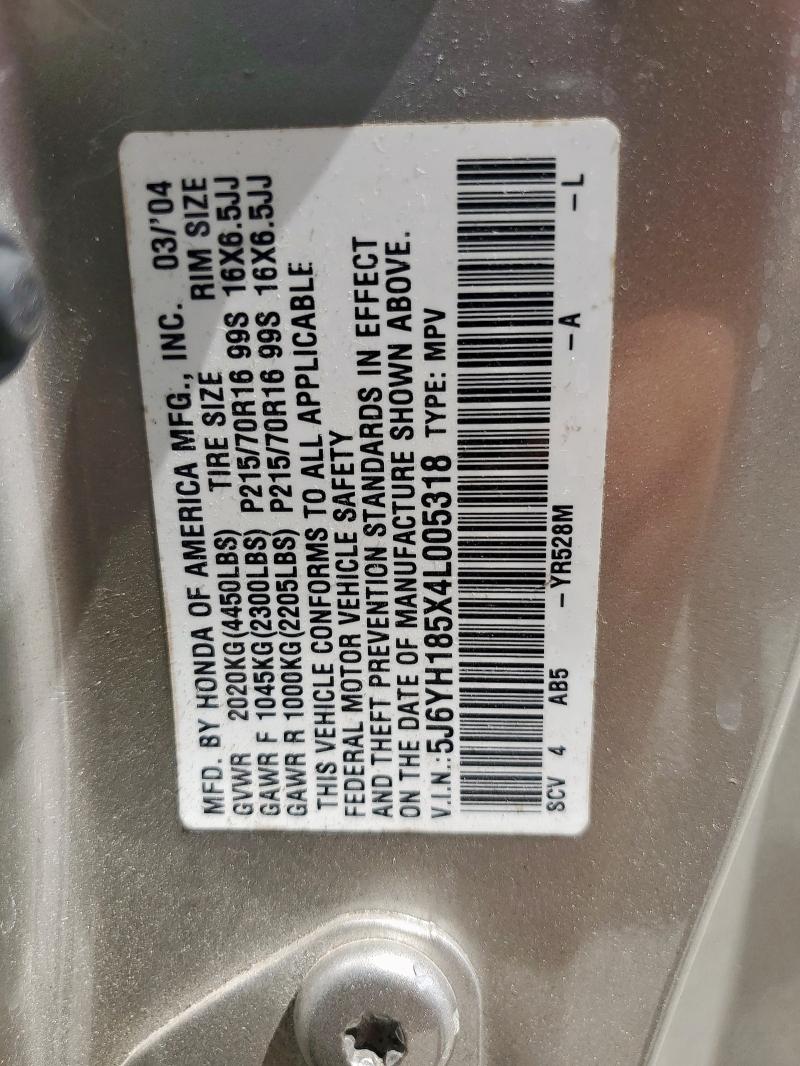 MFD. BY HONDA OF AMERICA MFG., INC. 03/'04
GVWR 2020KG(4450LBS) TIRE SIZE RIM SIZE
GAWR F 1045KG(2300LBS) P215/70R16 99S 16X6.5JJ
GAWR R 1000KG(2205LBS) P215/70R16 99S 16X6.5JJ
THIS VEHICLE CONFORMS TO ALL APPLICABLE
FEDERAL MOTOR VEHICLE SAFETY
AND THEFT PREVENTION STANDARDS IN EFFECT
ON THE DATE OF MANUFACTURE SHOWN ABOVE.
V.I.N.:5J6YH185X4L005318 TYPE: MPV
SCV 4 AB5 -YR528M -A -L